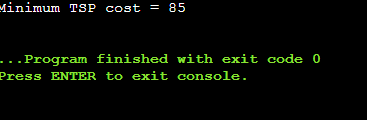 Minimum TSP cost = 85
...Program finished with exit code 0
Press ENTER to exit console.